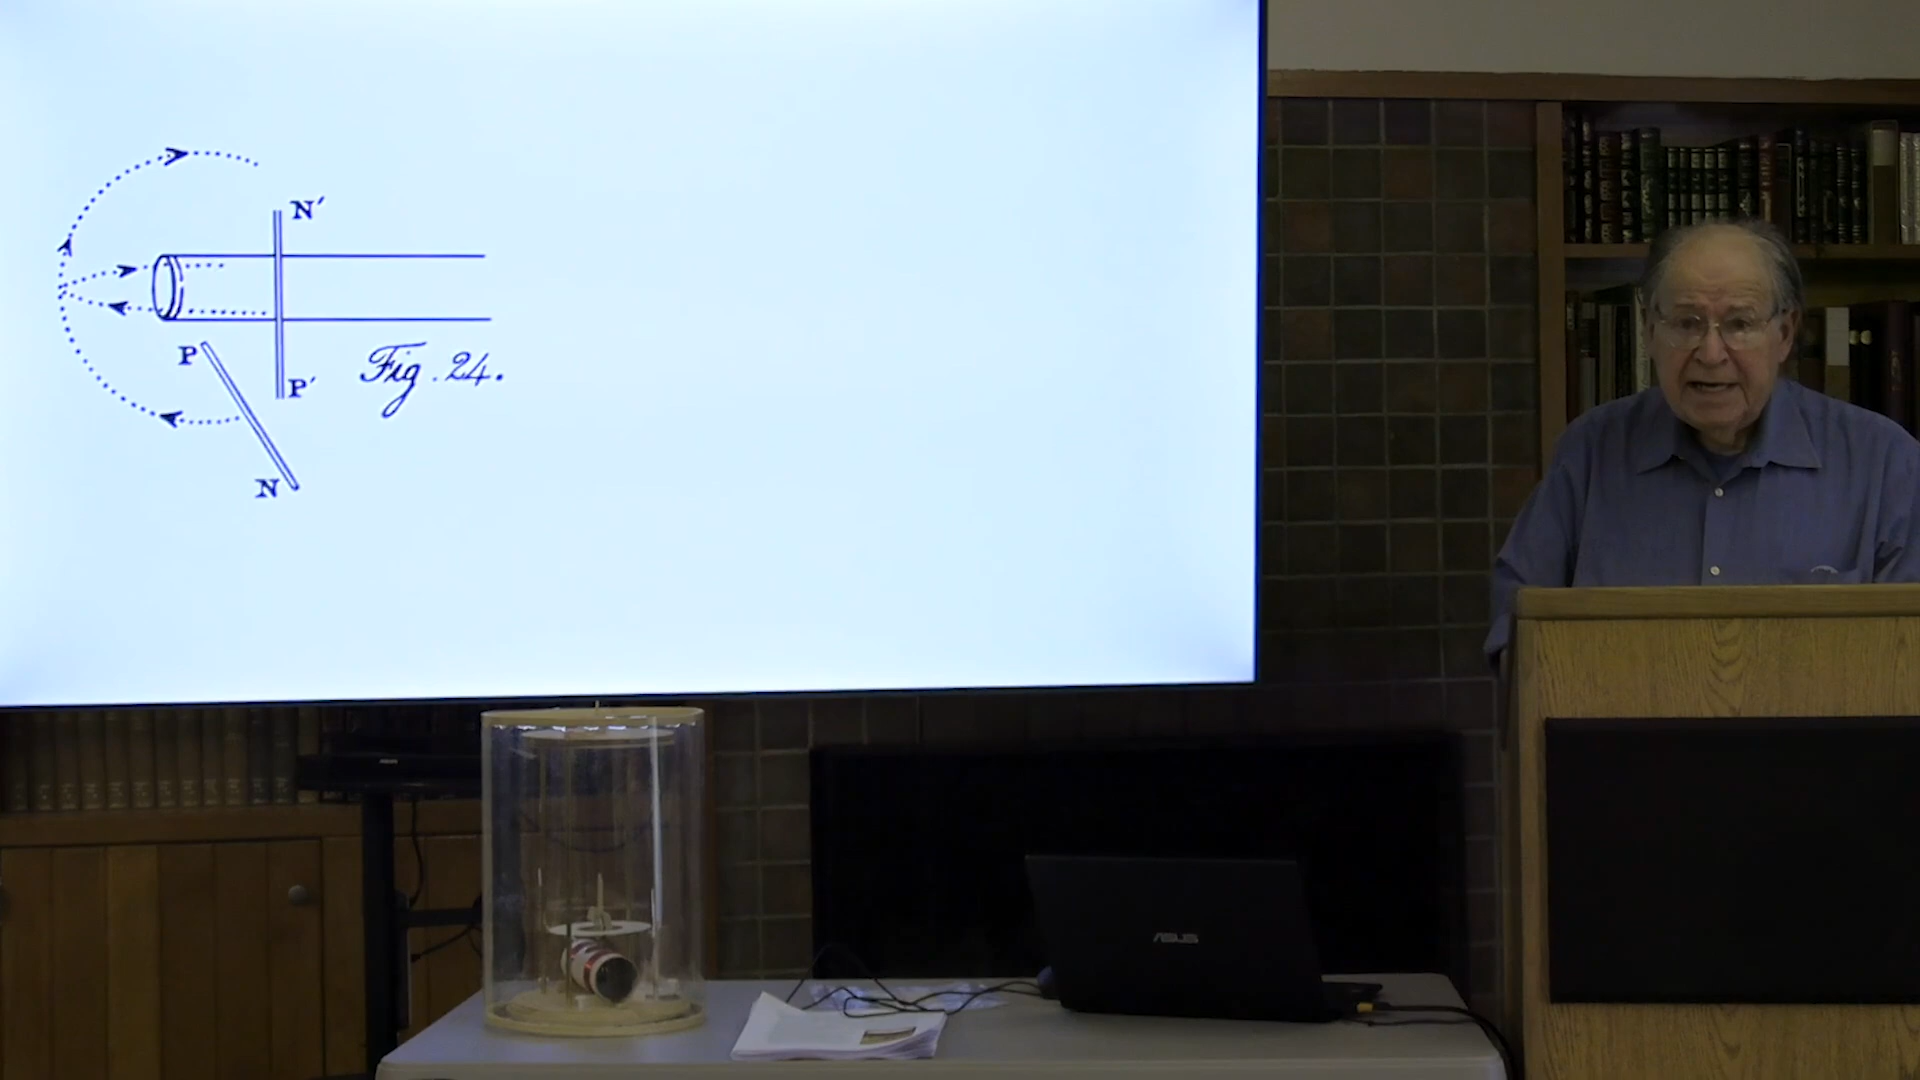 N′
P
P′
Fig. 24.
N
ASUS